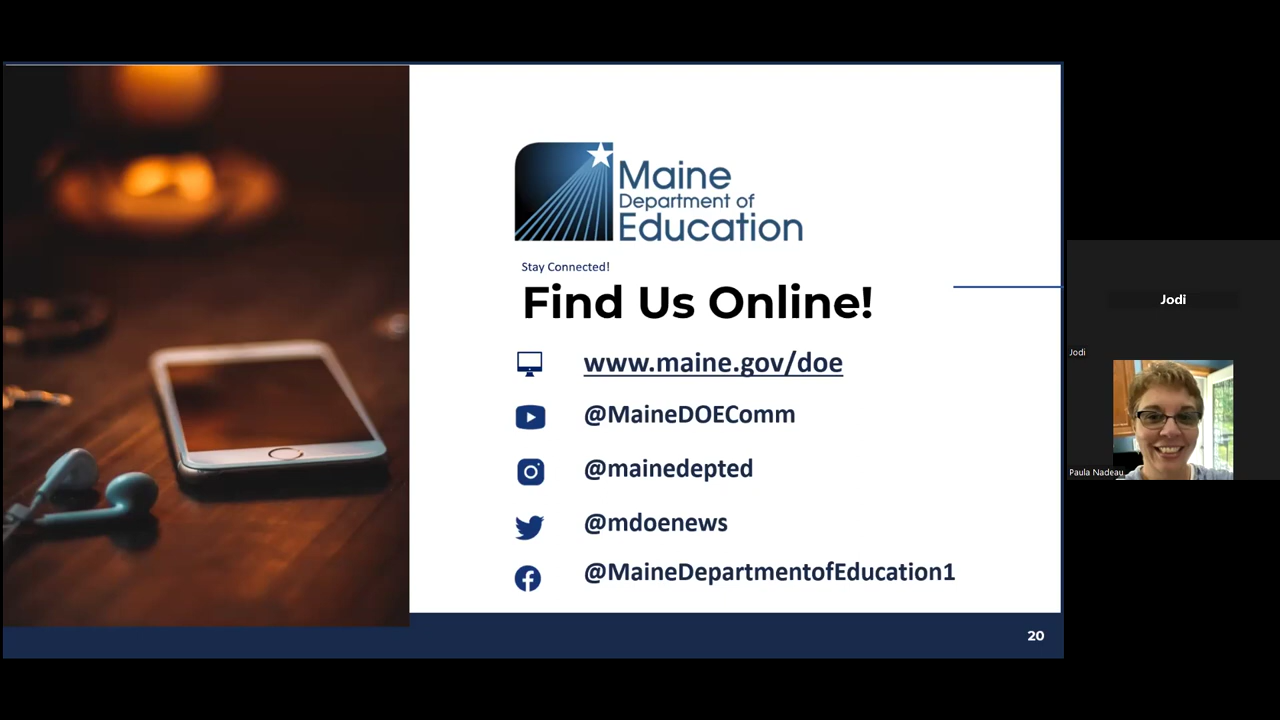 Maine
Department of
Education
Stay Connected!
Find Us Online!
www.maine.gov/doe
@MaineDOEComm
@mainedepted
@mdoenews
@MaineDepartmentofEducation1
20
Jodi
Jodi
Paula Nadeau